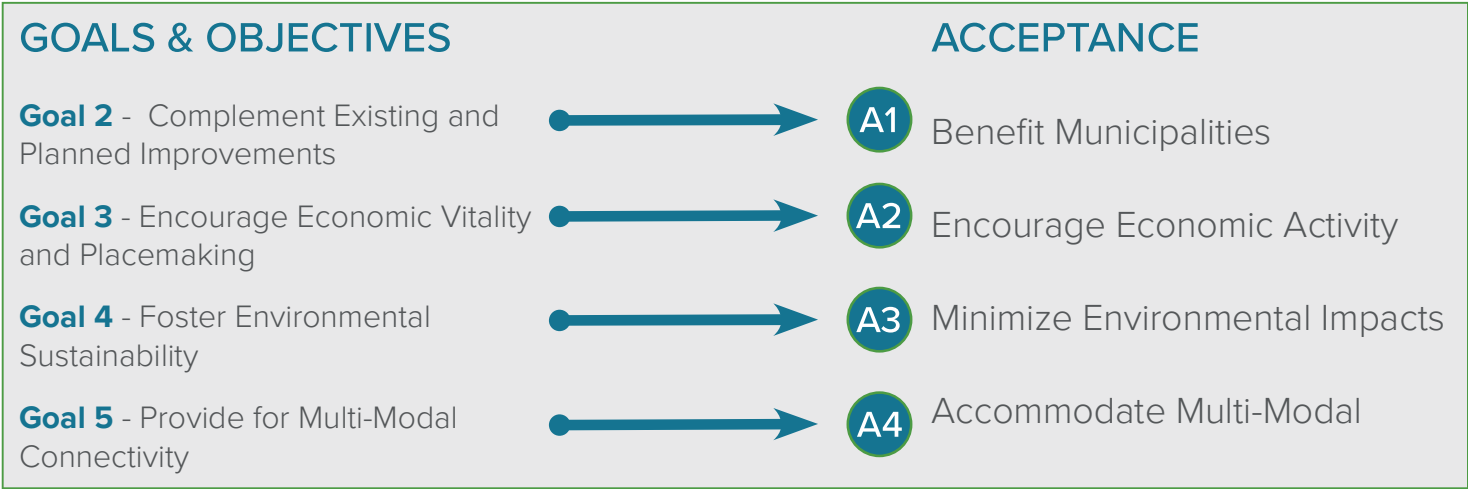 GOALS & OBJECTIVES
ACCEPTANCE
Goal 2 - Complement Existing and
Planned Improvements
A1
Benefit Municipalities
Goal 3 - Encourage Economic Vitality
and Placemaking
A2
Encourage Economic Activity
Goal 4 - Foster Environmental
Sustainability
A3
Minimize Environmental Impacts
Goal 5 - Provide for Multi-Modal
Connectivity
A4
Accommodate Multi-Modal